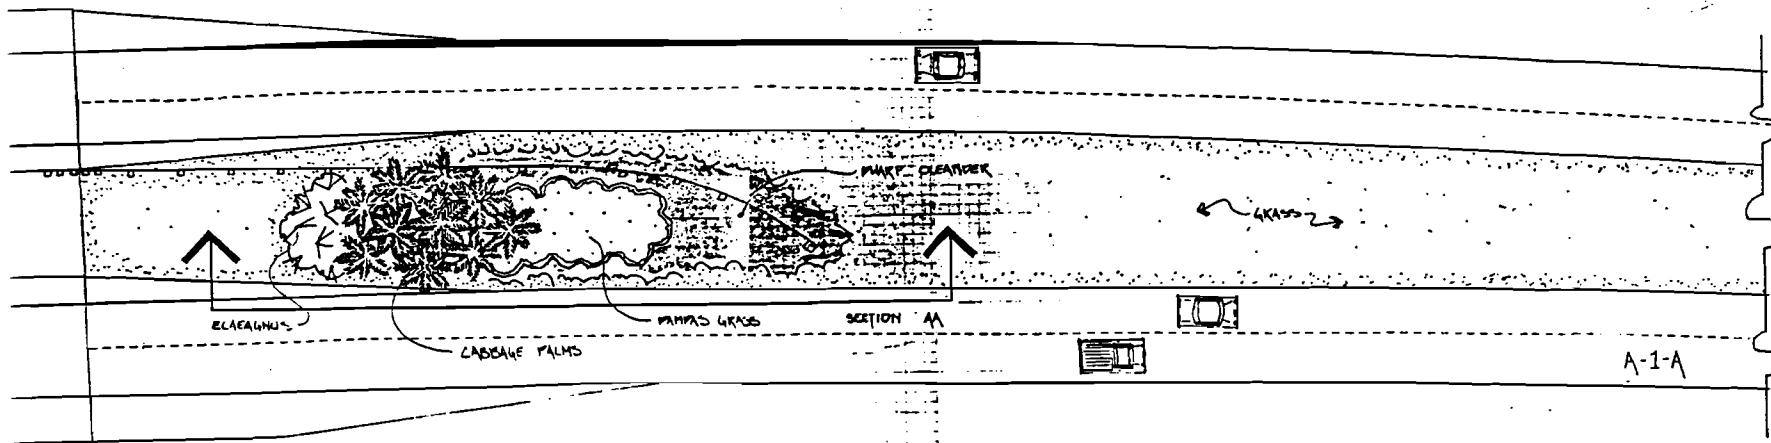 DWARF OLEANDER
GRASS
ELAEAGNUS
PAMPAS GRASS
SECTION AA
CABBAGE PALMS
A-1-A